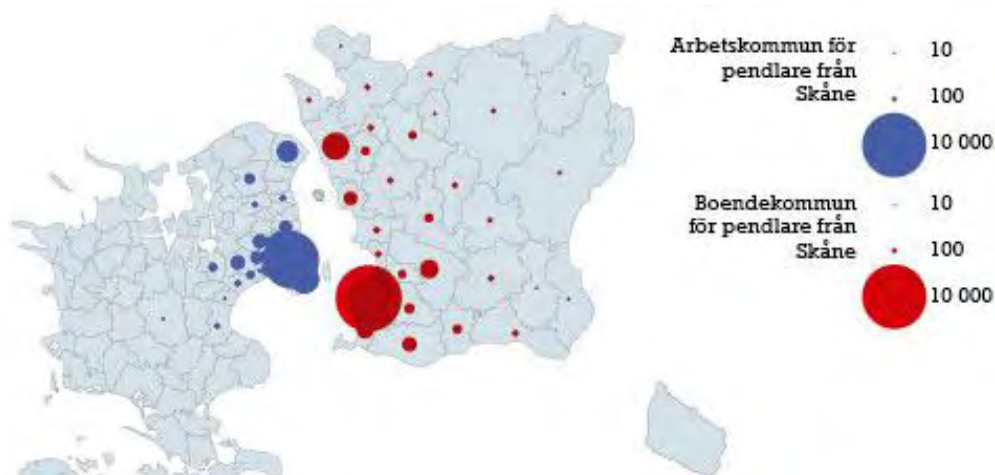 Arbetskommun för
pendlare från
Skåne
10
100
10 000
Boendekommun
för pendlare från
Skåne
10
100
10 000